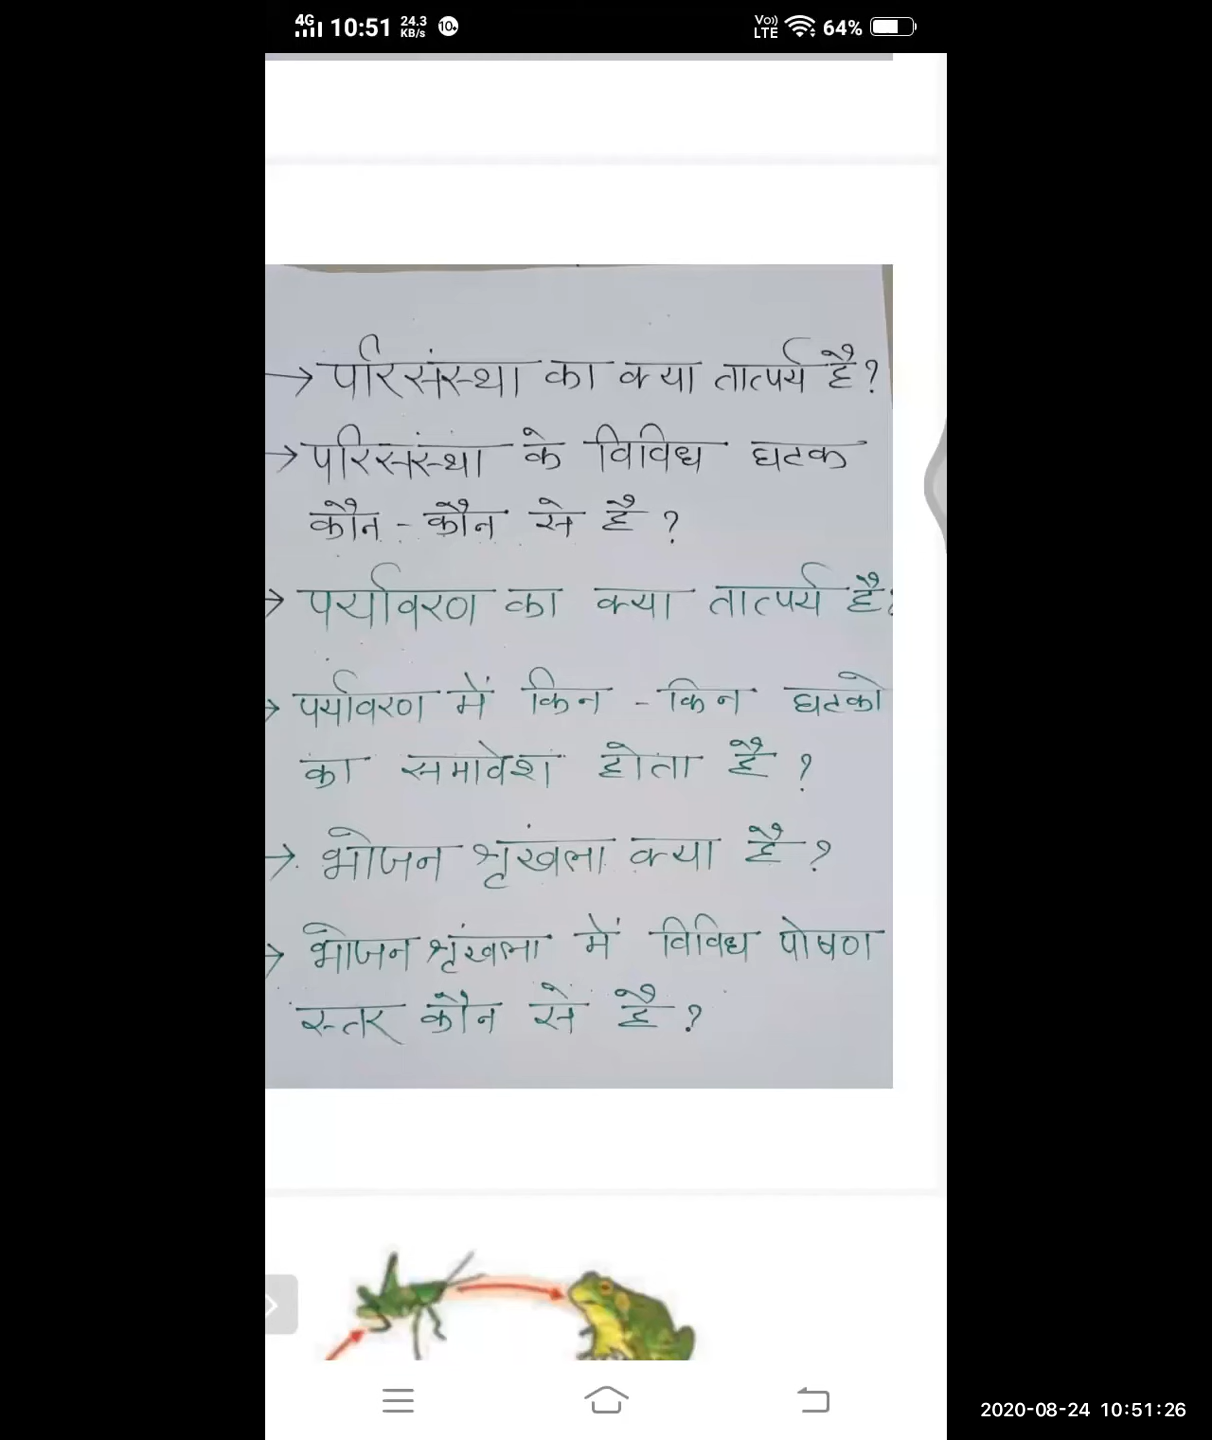 4G 10:51 24.3 KB/s 10+ Vo)) LTE 64%
→ परिसंस्था का क्या तात्पर्य है?
→ परिसंस्था के विविध घटक
कौन - कौन से है ?
→ पर्यावरण का क्या तात्पर्य है?
→ पर्यावरण में किन - किन घटको
का समावेश होता है ?
→ भोजन श्रृंखला क्या है ?
→ भोजन श्रृंखला में विविध पोषण
स्तर कौन से है ?
2020-08-24 10:51:26